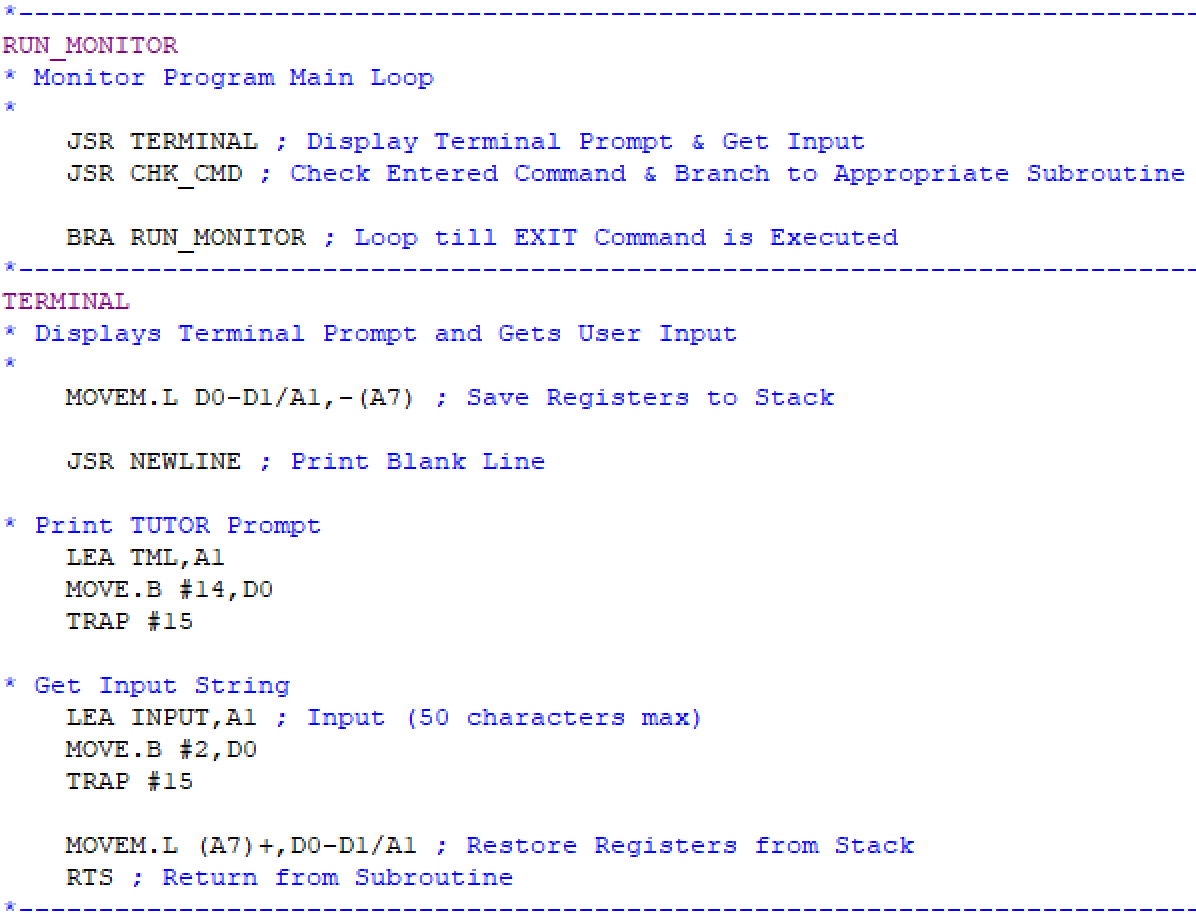 *--------------------------------------------------------------------------
RUN_MONITOR
* Monitor Program Main Loop
*
    JSR TERMINAL ; Display Terminal Prompt & Get Input
    JSR CHK_CMD ; Check Entered Command & Branch to Appropriate Subroutine
    BRA RUN_MONITOR ; Loop till EXIT Command is Executed
*--------------------------------------------------------------------------
TERMINAL
* Displays Terminal Prompt and Gets User Input
*
    MOVEM.L D0-D1/A1,-(A7) ; Save Registers to Stack
    JSR NEWLINE ; Print Blank Line
* Print TUTOR Prompt
    LEA TML,A1
    MOVE.B #14,D0
    TRAP #15
* Get Input String
    LEA INPUT,A1 ; Input (50 characters max)
    MOVE.B #2,D0
    TRAP #15
    MOVEM.L (A7)+,D0-D1/A1 ; Restore Registers from Stack
    RTS ; Return from Subroutine
*--------------------------------------------------------------------------